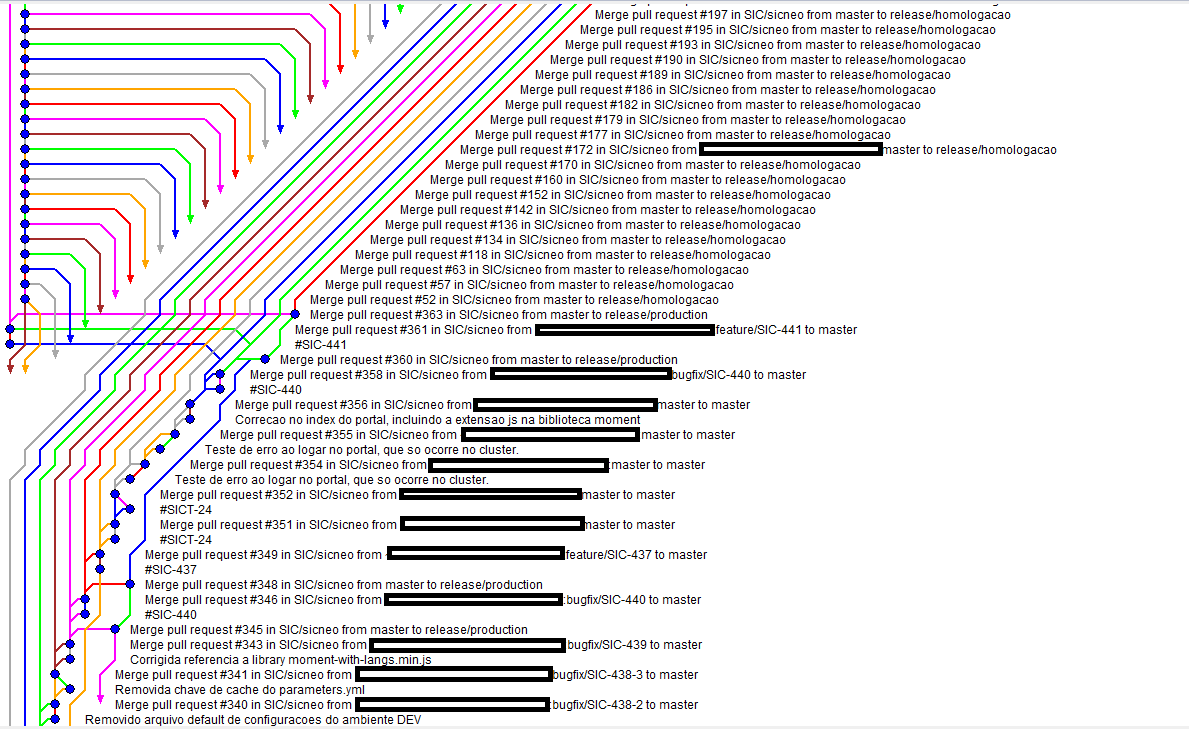 Merge pull request #197 in SIC/sicneo from master to release/homologacao
Merge pull request #195 in SIC/sicneo from master to release/homologacao
Merge pull request #193 in SIC/sicneo from master to release/homologacao
Merge pull request #190 in SIC/sicneo from master to release/homologacao
Merge pull request #189 in SIC/sicneo from master to release/homologacao
Merge pull request #186 in SIC/sicneo from master to release/homologacao
Merge pull request #182 in SIC/sicneo from master to release/homologacao
Merge pull request #179 in SIC/sicneo from master to release/homologacao
Merge pull request #177 in SIC/sicneo from master to release/homologacao
Merge pull request #172 in SIC/sicneo from master to release/homologacao
Merge pull request #170 in SIC/sicneo from master to release/homologacao
Merge pull request #160 in SIC/sicneo from master to release/homologacao
Merge pull request #152 in SIC/sicneo from master to release/homologacao
Merge pull request #142 in SIC/sicneo from master to release/homologacao
Merge pull request #136 in SIC/sicneo from master to release/homologacao
Merge pull request #134 in SIC/sicneo from master to release/homologacao
Merge pull request #118 in SIC/sicneo from master to release/homologacao
Merge pull request #63 in SIC/sicneo from master to release/homologacao
Merge pull request #57 in SIC/sicneo from master to release/homologacao
Merge pull request #52 in SIC/sicneo from master to release/homologacao
Merge pull request #363 in SIC/sicneo from master to release/production
Merge pull request #361 in SIC/sicneo from feature/SIC-441 to master
#SIC-441
Merge pull request #360 in SIC/sicneo from master to release/production
Merge pull request #358 in SIC/sicneo from bugfix/SIC-440 to master
#SIC-440
Merge pull request #356 in SIC/sicneo from master to master
Correcao no index do portal, incluindo a extensao js na biblioteca moment
Merge pull request #355 in SIC/sicneo from master to master
Teste de erro ao logar no portal, que so ocorre no cluster.
Merge pull request #354 in SIC/sicneo from :master to master
Teste de erro ao logar no portal, que so ocorre no cluster.
Merge pull request #352 in SIC/sicneo from master to master
#SICT-24
Merge pull request #351 in SIC/sicneo from master to master
#SICT-24
Merge pull request #349 in SIC/sicneo from feature/SIC-437 to master
#SIC-437
Merge pull request #348 in SIC/sicneo from master to release/production
Merge pull request #346 in SIC/sicneo from :bugfix/SIC-440 to master
#SIC-440
Merge pull request #345 in SIC/sicneo from master to release/production
Merge pull request #343 in SIC/sicneo from bugfix/SIC-439 to master
Corrigida referencia a library moment-with-langs.min.js
Merge pull request #341 in SIC/sicneo from bugfix/SIC-438-3 to master
Removida chave de cache do parameters.yml
Merge pull request #340 in SIC/sicneo from :bugfix/SIC-438-2 to master
Removido arquivo default de configuracoes do ambiente DEV